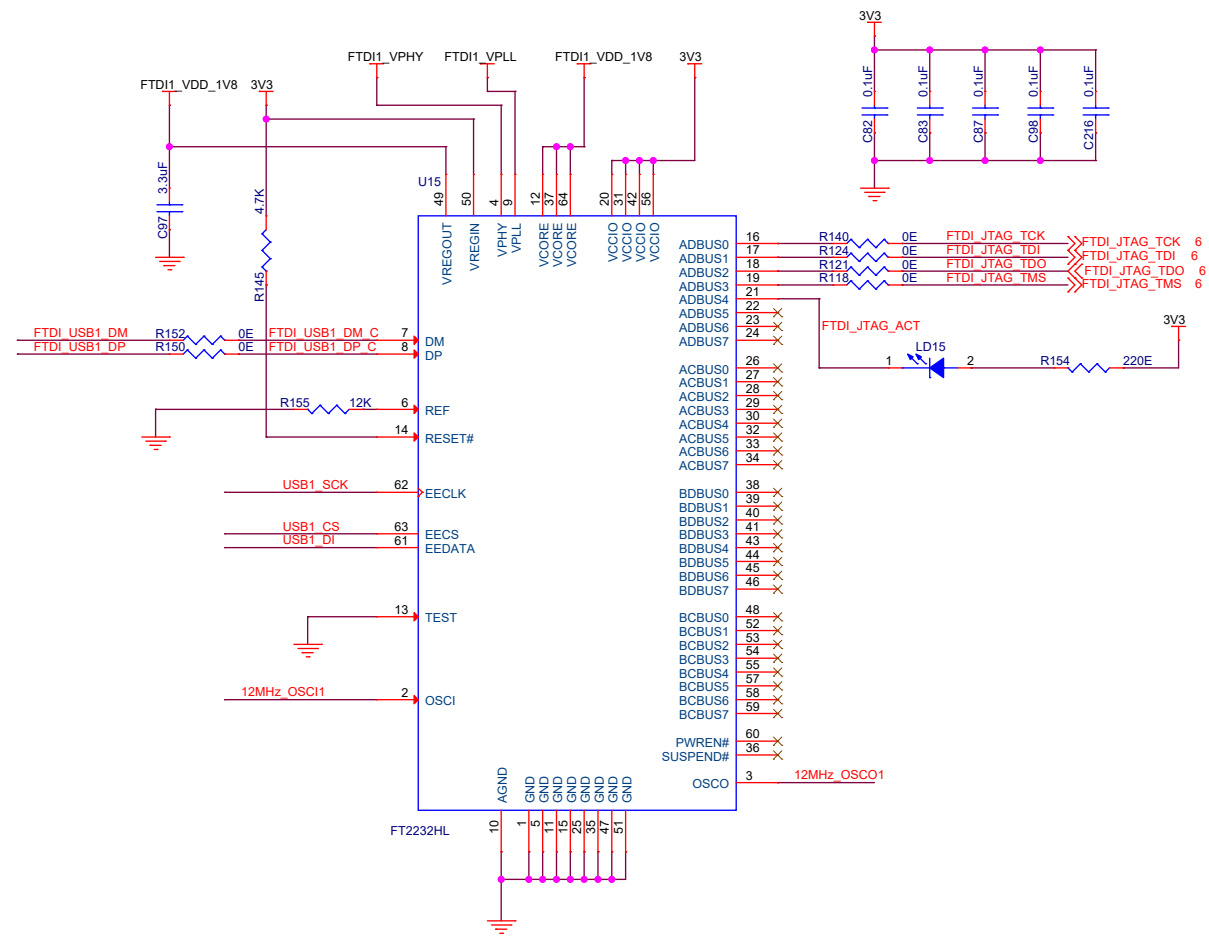 3V3
FTDI1_VPHY FTDI1_VPLL FTDI1_VDD_1V8 3V3
FTDI1_VDD_1V8 3V3
0.1uF 0.1uF 0.1uF 0.1uF 0.1uF
C82 C83 C87 C98 C216
3.3uF
C97
4.7K
R145
U15
49 50 4 9 12 37 64 20 31 42 56
VREGOUT VREGIN VPHY VPLL VCORE VCORE VCORE VCCIO VCCIO VCCIO VCCIO
ADBUS0 16 R140 0E FTDI_JTAG_TCK FTDI_JTAG_TCK 6
ADBUS1 17 R124 0E FTDI_JTAG_TDI FTDI_JTAG_TDI 6
ADBUS2 18 R121 0E FTDI_JTAG_TDO FTDI_JTAG_TDO 6
ADBUS3 19 R118 0E FTDI_JTAG_TMS FTDI_JTAG_TMS 6
ADBUS4 21
ADBUS5 22
ADBUS6 23
ADBUS7 24
FTDI_JTAG_ACT
3V3
1 LD15 2 R154 220E
FTDI_USB1_DM R152 0E FTDI_USB1_DM_C 7 DM
FTDI_USB1_DP R150 0E FTDI_USB1_DP_C 8 DP
ACBUS0 26
ACBUS1 27
ACBUS2 28
ACBUS3 29
ACBUS4 30
ACBUS5 32
ACBUS6 33
ACBUS7 34
R155 12K 6 REF
14 RESET#
USB1_SCK 62 EECLK
USB1_CS 63 EECS
USB1_DI 61 EEDATA
BDBUS0 38
BDBUS1 39
BDBUS2 40
BDBUS3 41
BDBUS4 43
BDBUS5 44
BDBUS6 45
BDBUS7 46
13 TEST
BCBUS0 48
BCBUS1 52
BCBUS2 53
BCBUS3 54
BCBUS4 55
BCBUS5 57
BCBUS6 58
BCBUS7 59
12MHz_OSCI1 2 OSCI
PWREN# 60
SUSPEND# 36
OSCO 3 12MHz_OSCO1
AGND GND GND GND GND GND GND GND GND
10 1 5 11 15 25 35 47 51
FT2232HL